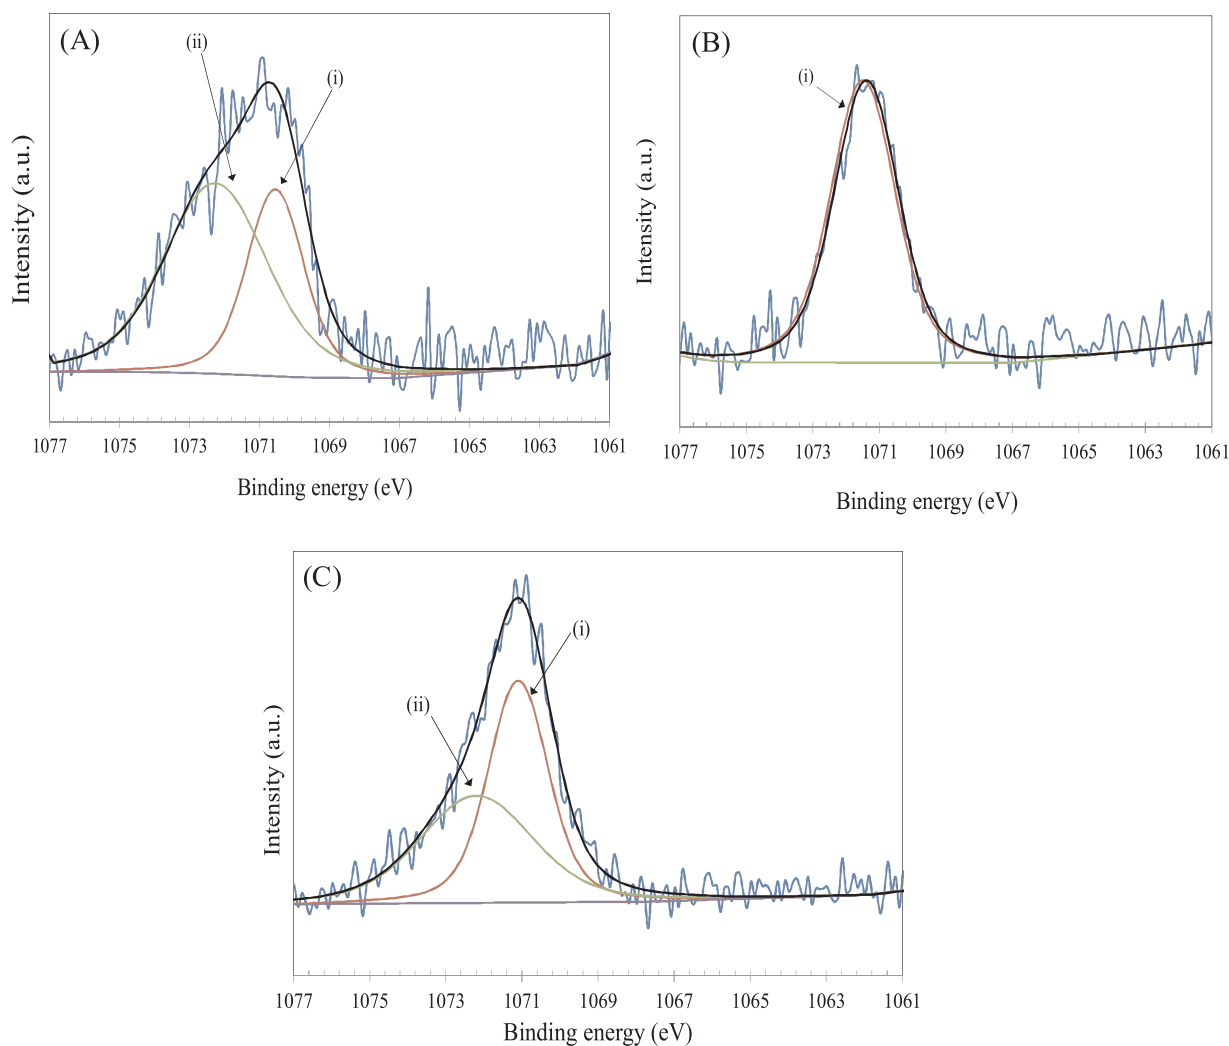 (A)
(ii)
(i)
Intensity (a.u.)
1077 1075 1073 1071 1069 1067 1065 1063 1061
Binding energy (eV)
(B)
(i)
Intensity (a.u.)
1077 1075 1073 1071 1069 1067 1065 1063 1061
Binding energy (eV)
(C)
(i)
(ii)
Intensity (a.u.)
1077 1075 1073 1071 1069 1067 1065 1063 1061
Binding energy (eV)